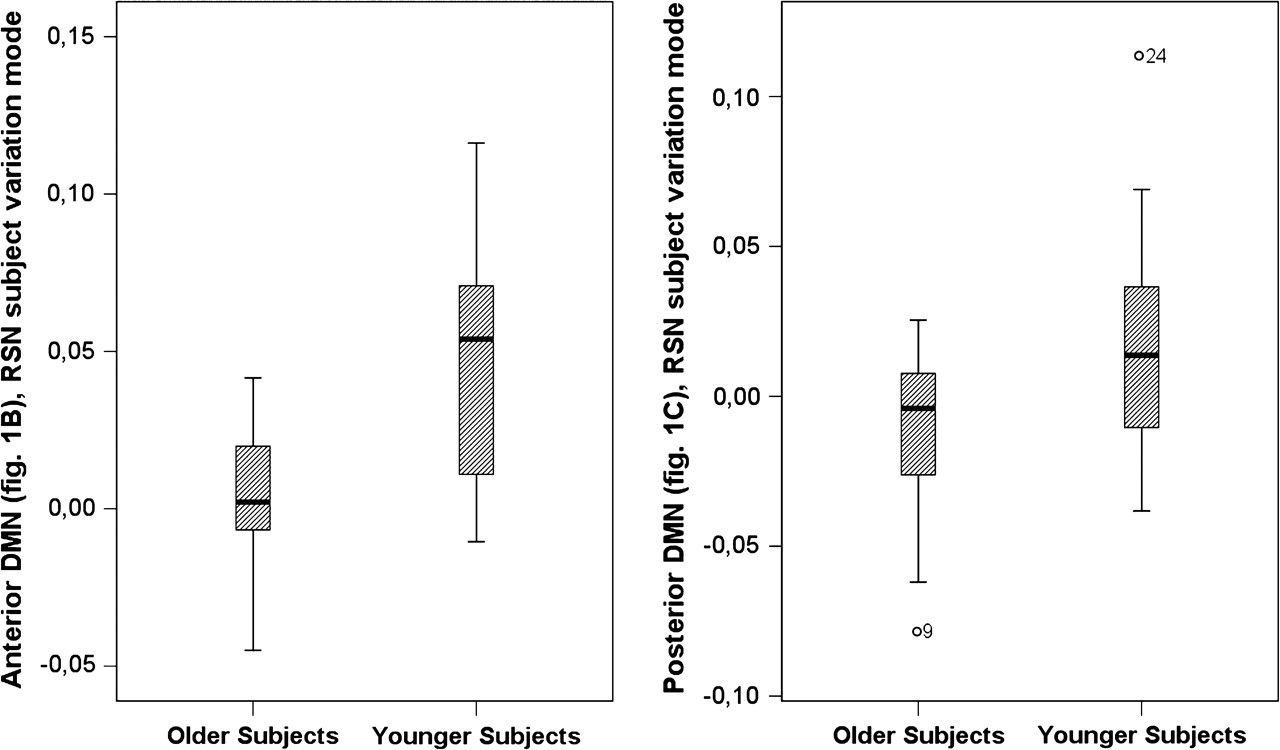 Anterior DMN (fig. 1B), RSN subject variation mode
0,15
0,10
0,05
0,00
-0,05
Older Subjects
Younger Subjects
Posterior DMN (fig. 1C), RSN subject variation mode
0,10
0,05
0,00
-0,05
-0,10
24
9
Older Subjects
Younger Subjects